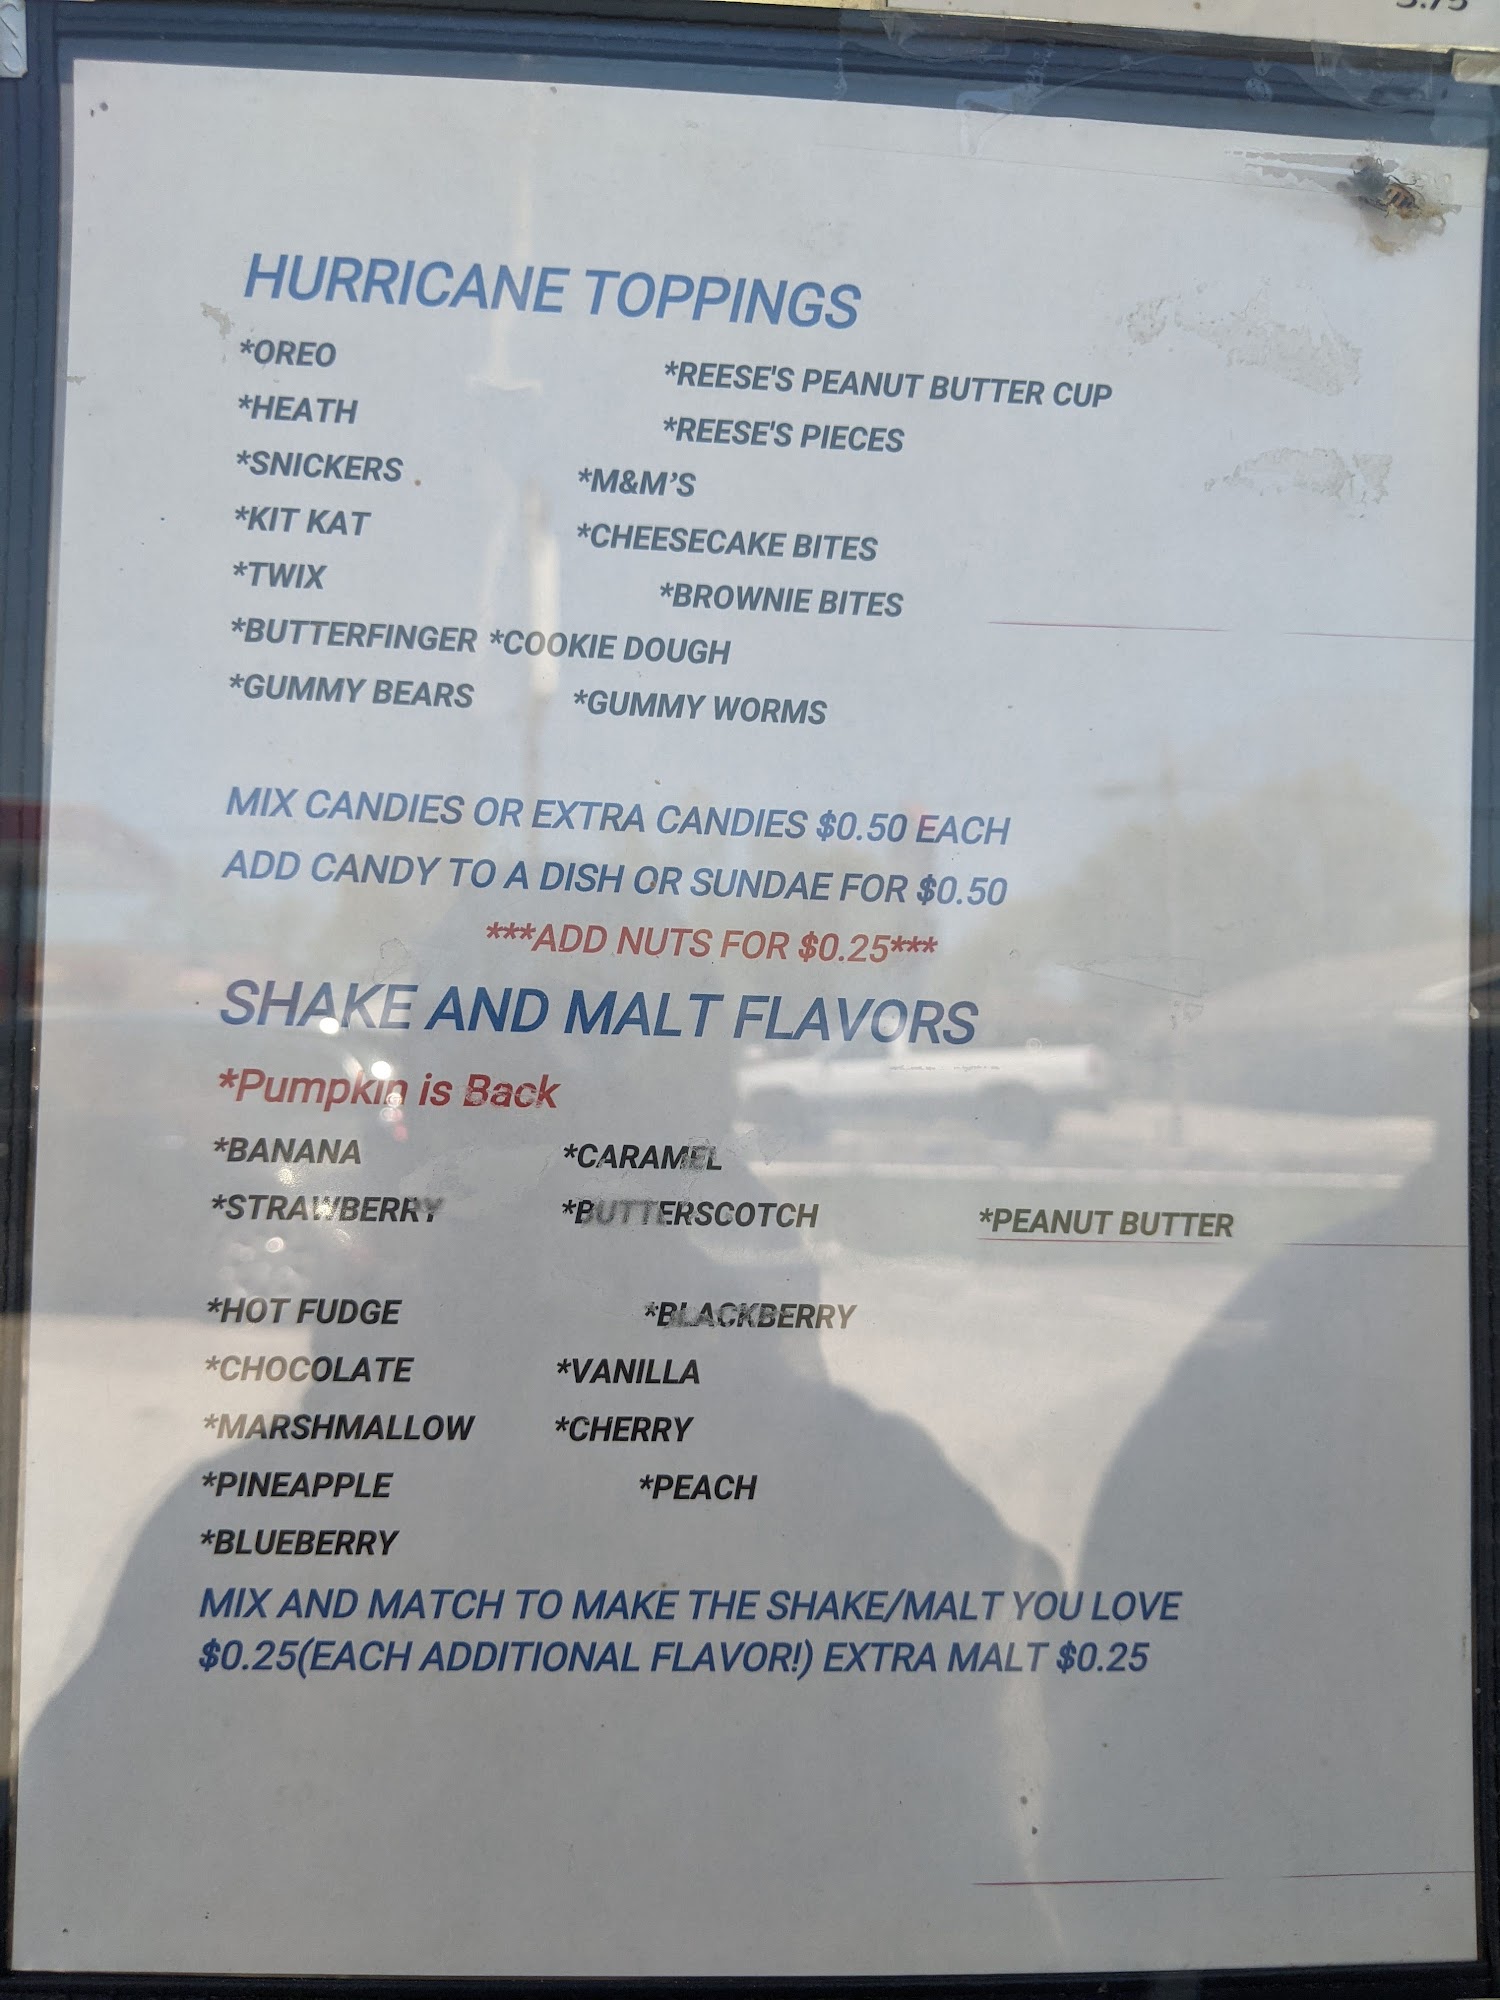 HURRICANE TOPPINGS
*OREO *REESE'S PEANUT BUTTER CUP
*HEATH *REESE'S PIECES
*SNICKERS *M&M’S
*KIT KAT *CHEESECAKE BITES
*TWIX *BROWNIE BITES
*BUTTERFINGER *COOKIE DOUGH
*GUMMY BEARS *GUMMY WORMS
MIX CANDIES OR EXTRA CANDIES $0.50 EACH
ADD CANDY TO A DISH OR SUNDAE FOR $0.50
***ADD NUTS FOR $0.25***
SHAKE AND MALT FLAVORS
*Pumpkin is Back
*BANANA *CARAMEL
*STRAWBERRY *BUTTERSCOTCH *PEANUT BUTTER
*HOT FUDGE *BLACKBERRY
*CHOCOLATE *VANILLA
*MARSHMALLOW *CHERRY
*PINEAPPLE *PEACH
*BLUEBERRY
MIX AND MATCH TO MAKE THE SHAKE/MALT YOU LOVE
$0.25(EACH ADDITIONAL FLAVOR!) EXTRA MALT $0.25